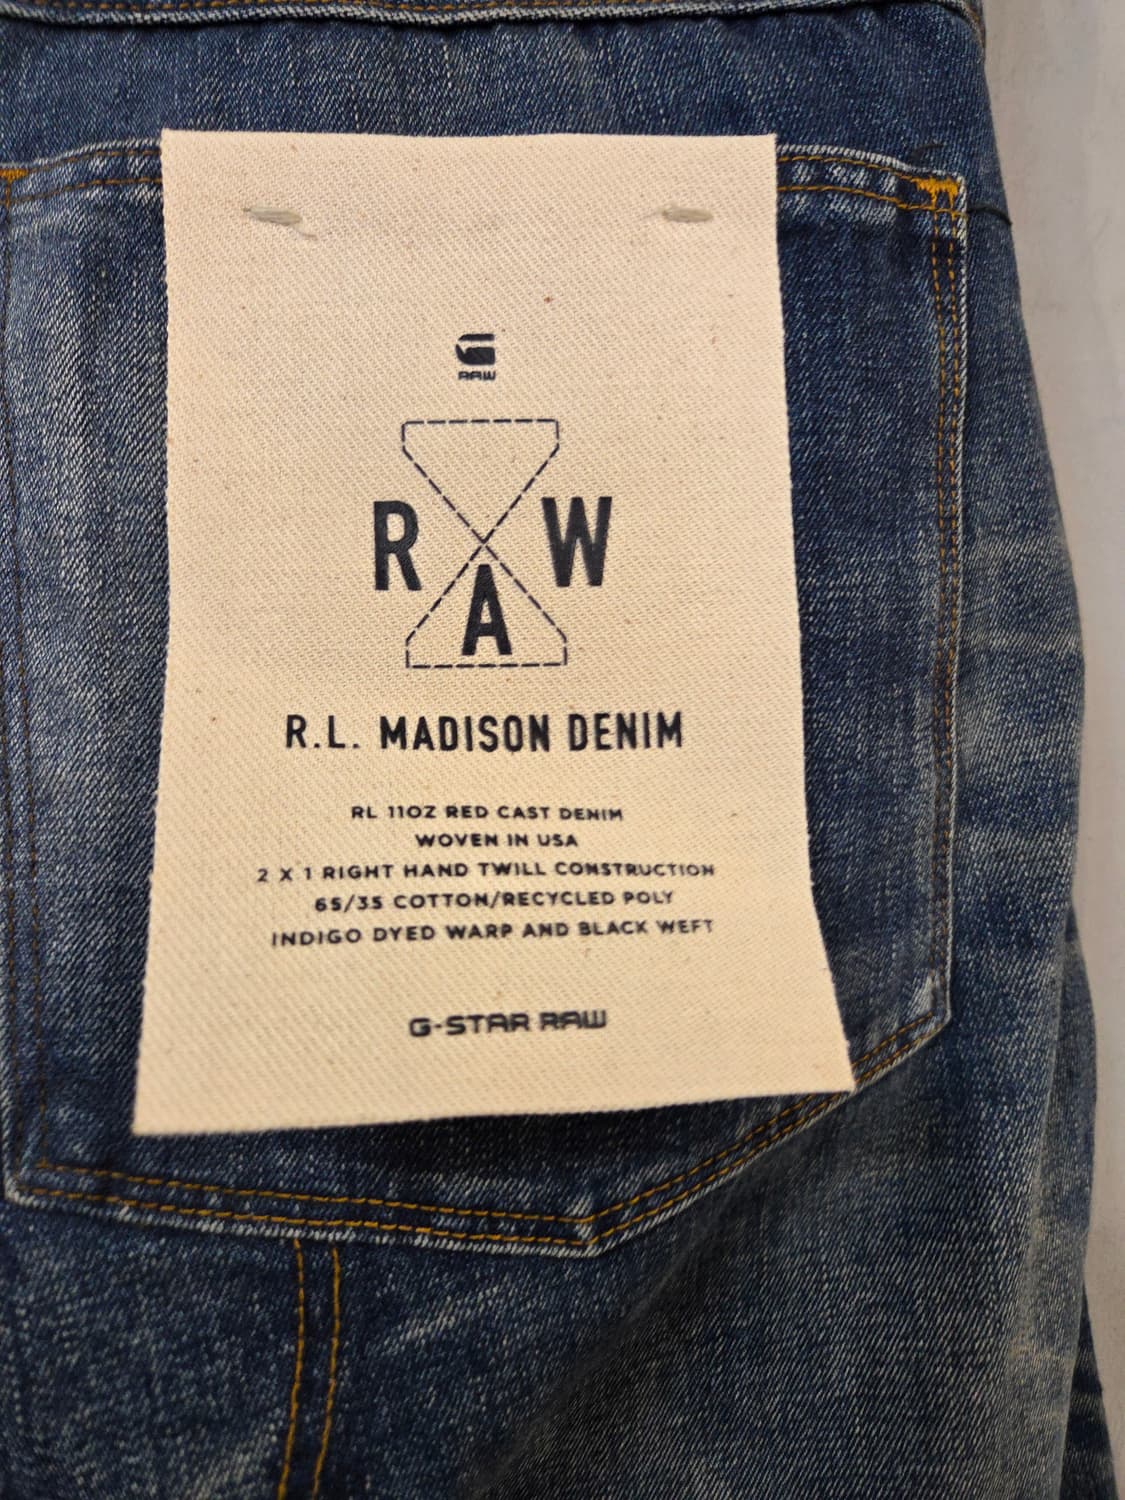 RAW
R W
A
R.L. MADISON DENIM
RL 11OZ RED CAST DENIM
WOVEN IN USA
2 X 1 RIGHT HAND TWILL CONSTRUCTION
65/35 COTTON/RECYCLED POLY
INDIGO DYED WARP AND BLACK WEFT
G-STAR RAW